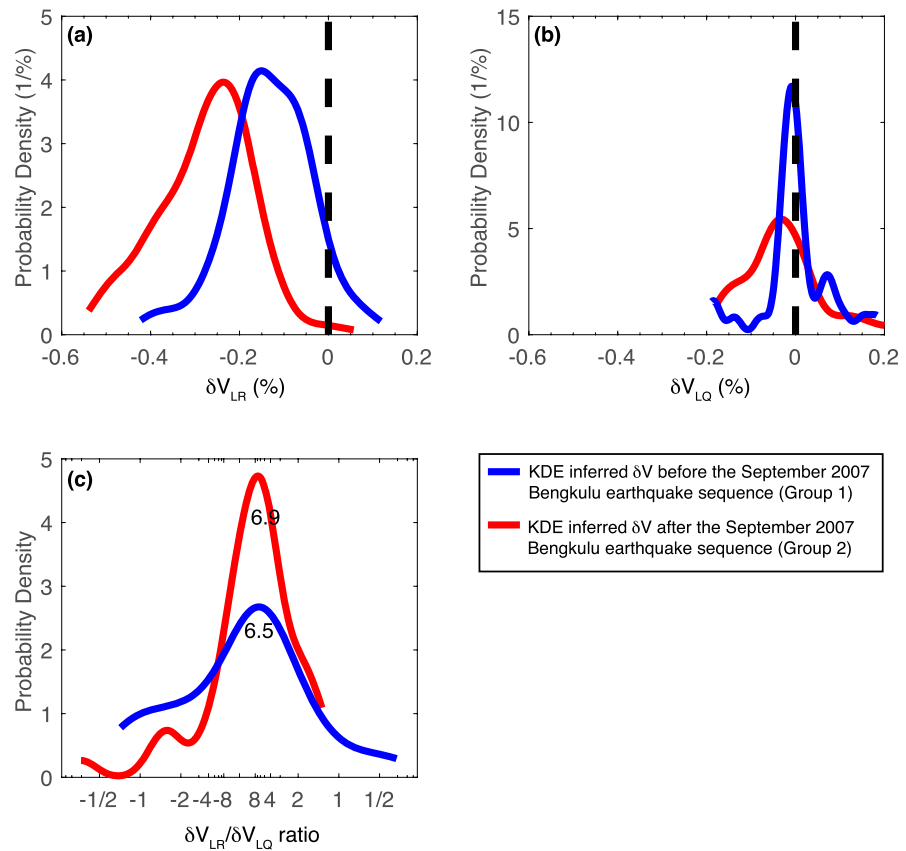 (a)
5
4
3
2
1
0
Probability Density (1/%)
-0.6 -0.4 -0.2 0 0.2
δV_LR (%)
(b)
15
10
5
0
Probability Density (1/%)
-0.6 -0.4 -0.2 0 0.2
δV_LQ (%)
(c)
5
4
3
2
1
0
Probability Density
6.9
6.5
-1/2 -1 -2 -4 -8 8 4 2 1 1/2
δV_LR/δV_LQ ratio
KDE inferred δV before the September 2007
Bengkulu earthquake sequence (Group 1)
KDE inferred δV after the September 2007
Bengkulu earthquake sequence (Group 2)